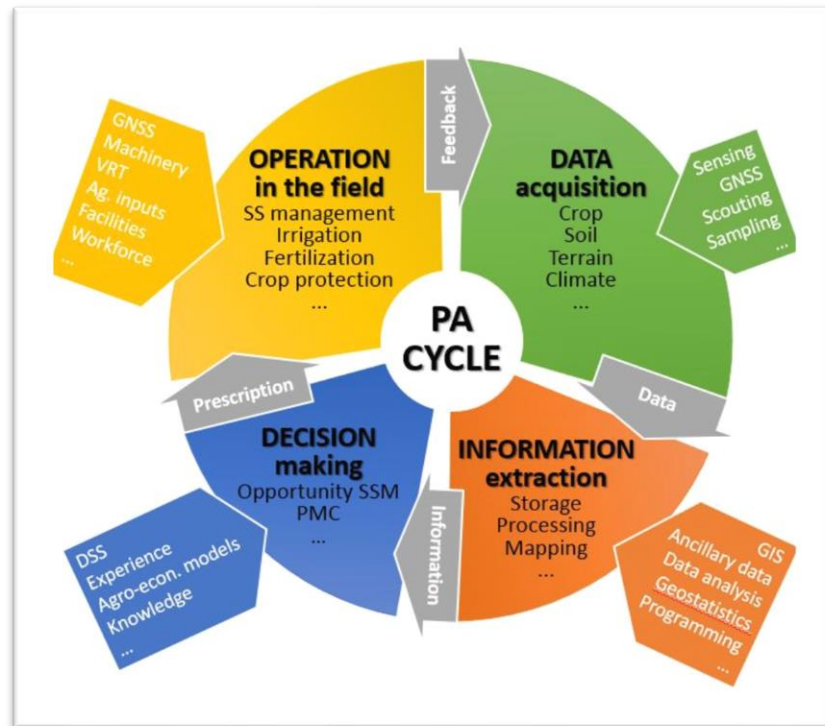 GNSS
Machinery
VRT
Ag. inputs
Facilities
Workforce
...
OPERATION
in the field
SS management
Irrigation
Fertilization
Crop protection
...
Feedback
DATA
acquisition
Crop
Soil
Terrain
Climate
...
Sensing
GNSS
Scouting
Sampling
...
PA
CYCLE
Prescription
Data
DECISION
making
Opportunity SSM
PMC
...
Information
INFORMATION
extraction
Storage
Processing
Mapping
...
DSS
Experience
Agro-econ. models
Knowledge
...
GIS
Ancillary data
Data analysis
Geostatistics
Programming
...